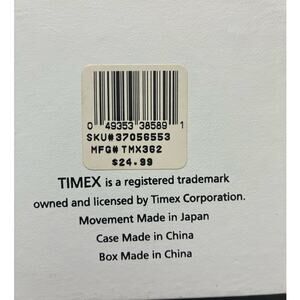 0 49353 38589 1
SKU#37056553
MFG# TMX362
$24.99
TIMEX is a registered trademark
owned and licensed by Timex Corporation.
Movement Made in Japan
Case Made in China
Box Made in China